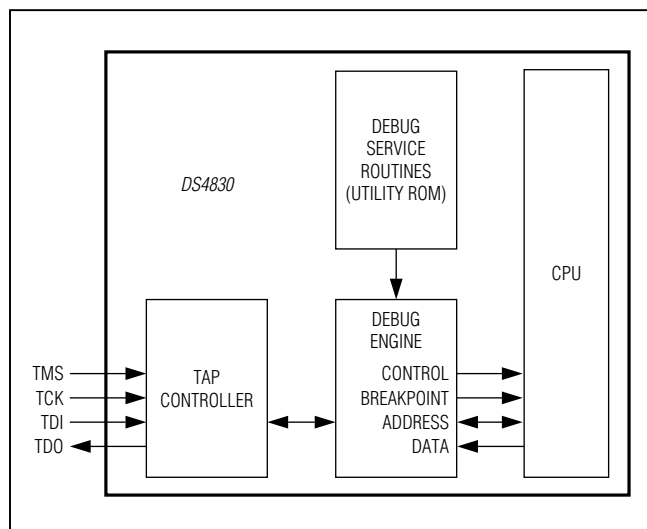 DS4830
DEBUG
SERVICE
ROUTINES
(UTILITY ROM)
CPU
TMS
TCK
TDI
TDO
TAP
CONTROLLER
DEBUG
ENGINE
CONTROL
BREAKPOINT
ADDRESS
DATA